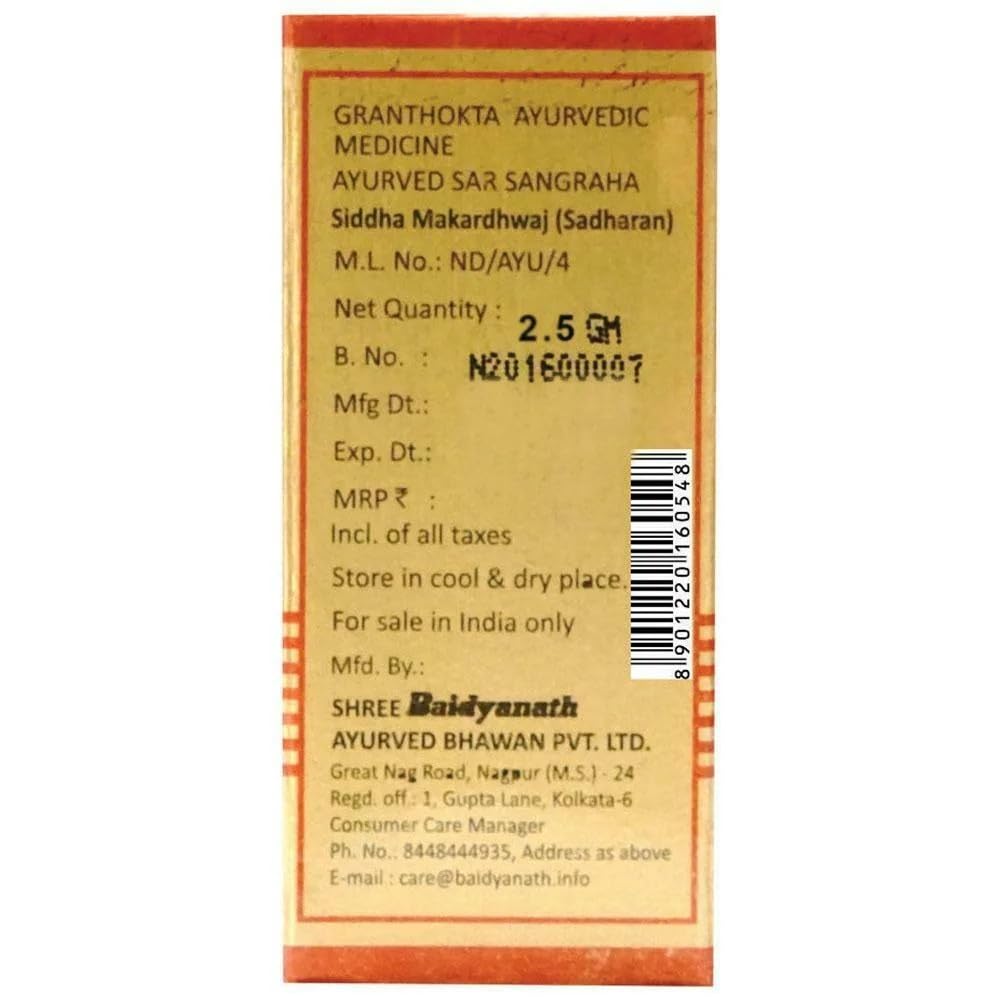 GRANTHOKTA AYURVEDIC
MEDICINE
AYURVED SAR SANGRAHA
Siddha Makardhwaj (Sadharan)
M.L. No.: ND/AYU/4
Net Quantity : 2.5 GM
B. No. : N201600007
Mfg Dt.:
Exp. Dt.:
MRP ₹ :
Incl. of all taxes
Store in cool & dry place.
For sale in India only
Mfd. By.:
SHREE Baidyanath
AYURVED BHAWAN PVT. LTD.
Great Nag Road, Nagpur (M.S.) - 24
Regd. off : 1, Gupta Lane, Kolkata-6
Consumer Care Manager
Ph. No.. 8448444935, Address as above
E-mail : care@baidyanath.info
8 901220 160548